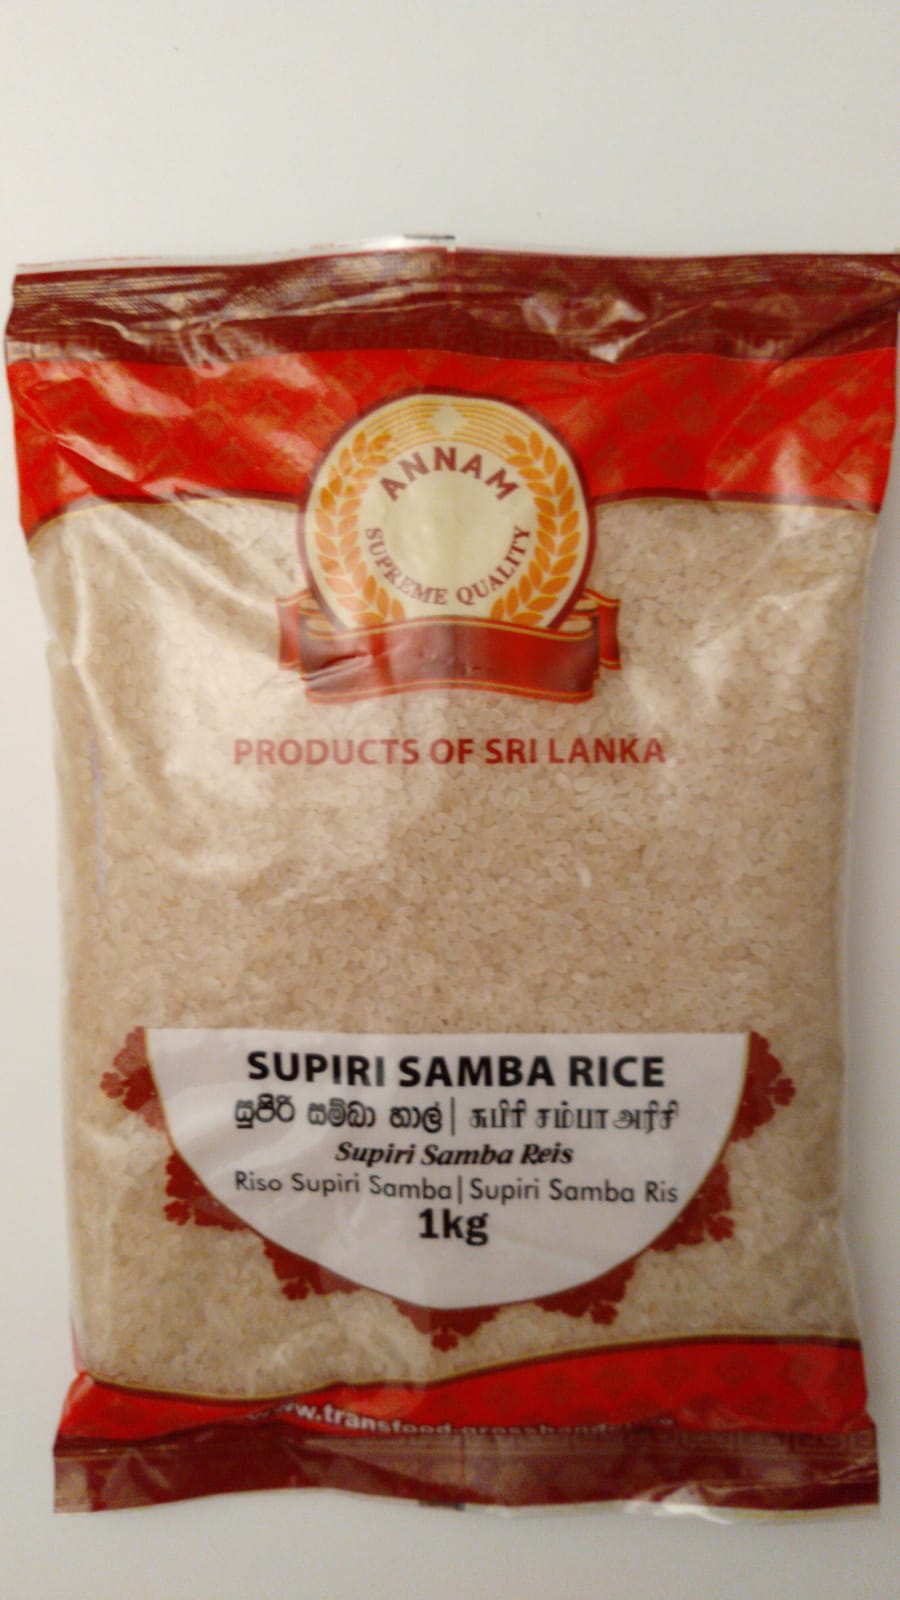 ANNAM
SUPREME QUALITY
PRODUCTS OF SRI LANKA
SUPIRI SAMBA RICE
සුපිරි සම්බා හාල් | சுபிரி சம்பா அரிசி
Supiri Samba Reis
Riso Supiri Samba | Supiri Samba Ris
1kg